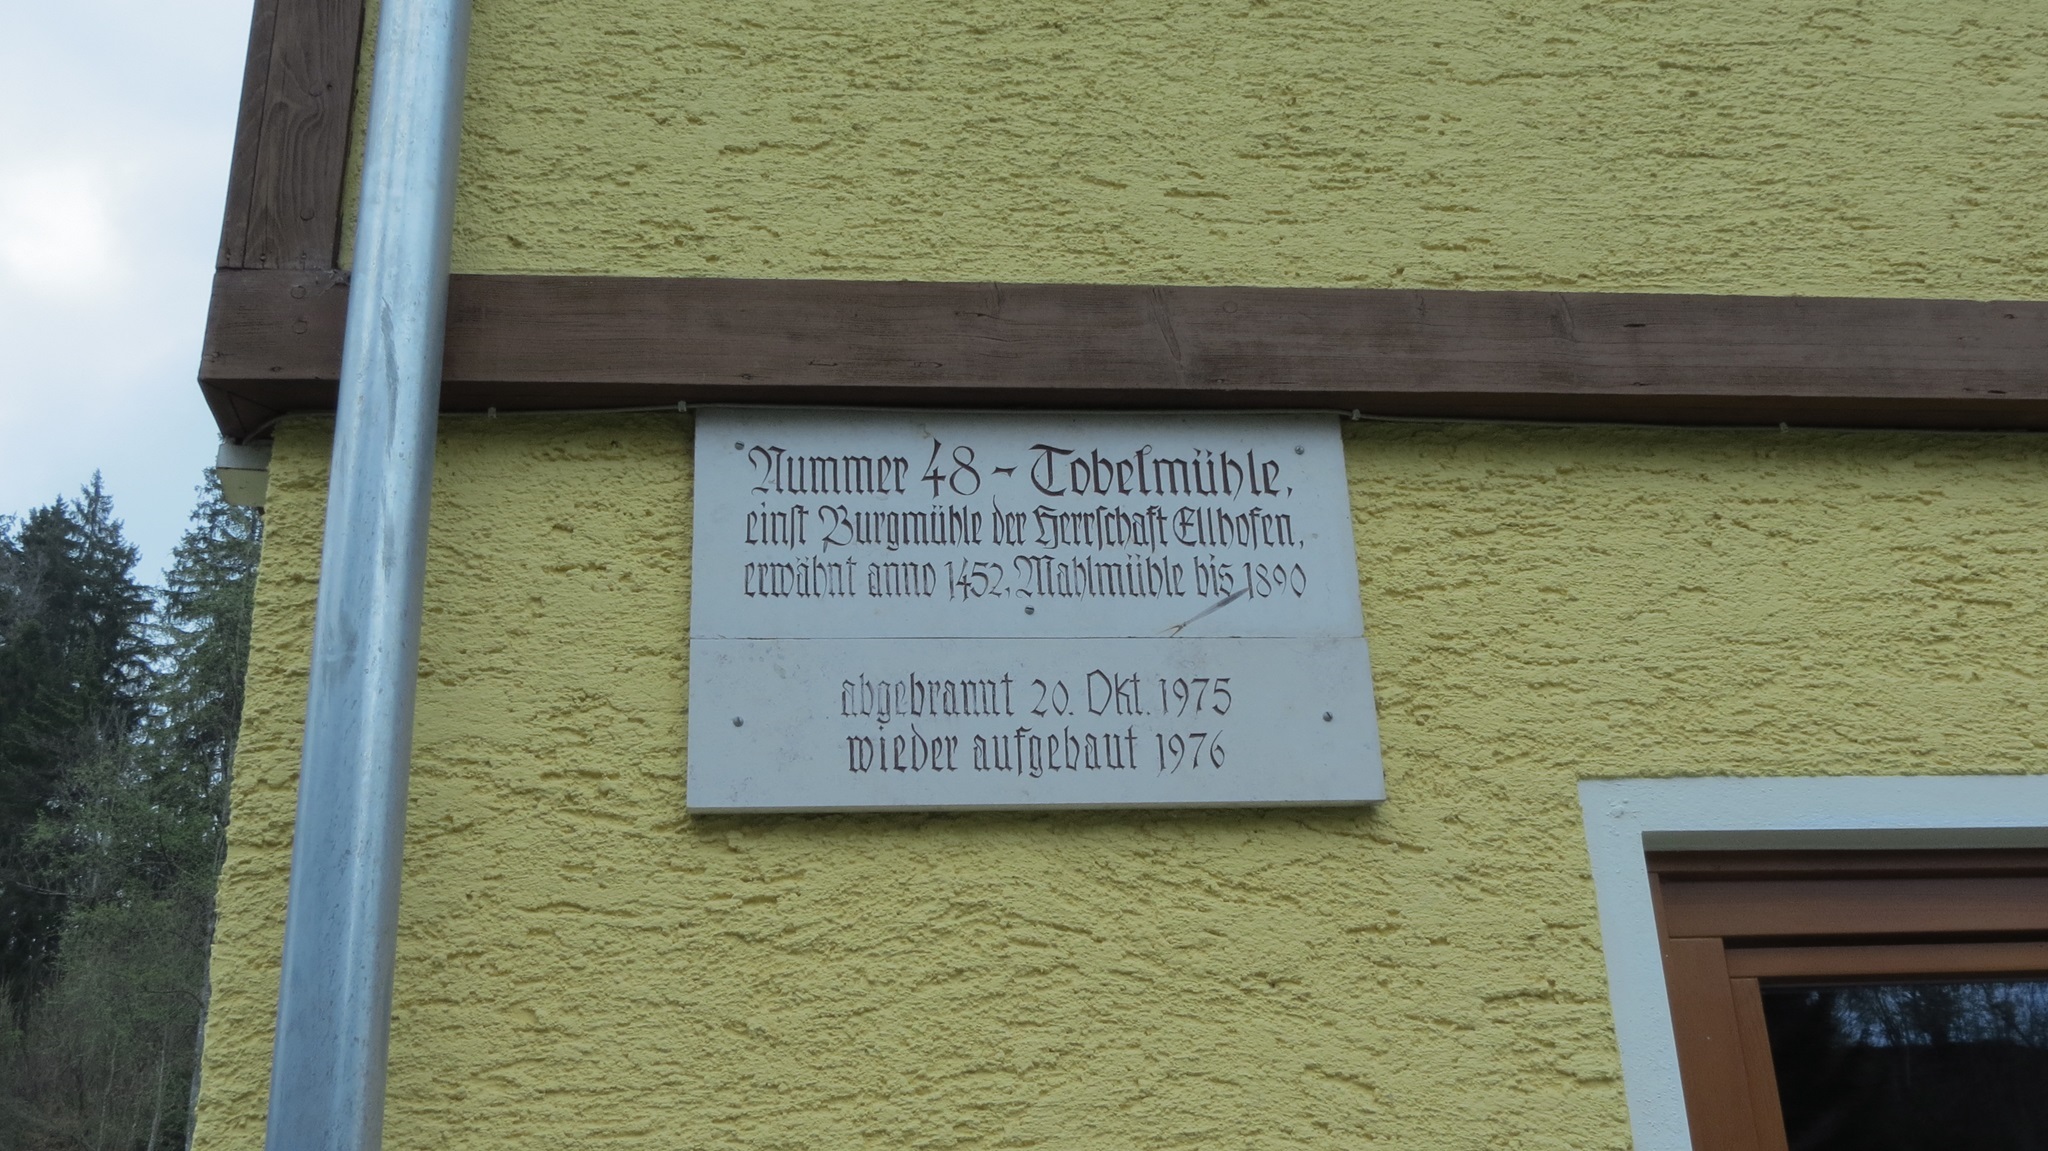 Nummer 48 - Tobelmühle,
einst Burgmühle der Herrschaft Ellhofen,
erwähnt anno 1452, Mahlmühle bis 1890
abgebrannt 20. Okt. 1975
wieder aufgebaut 1976